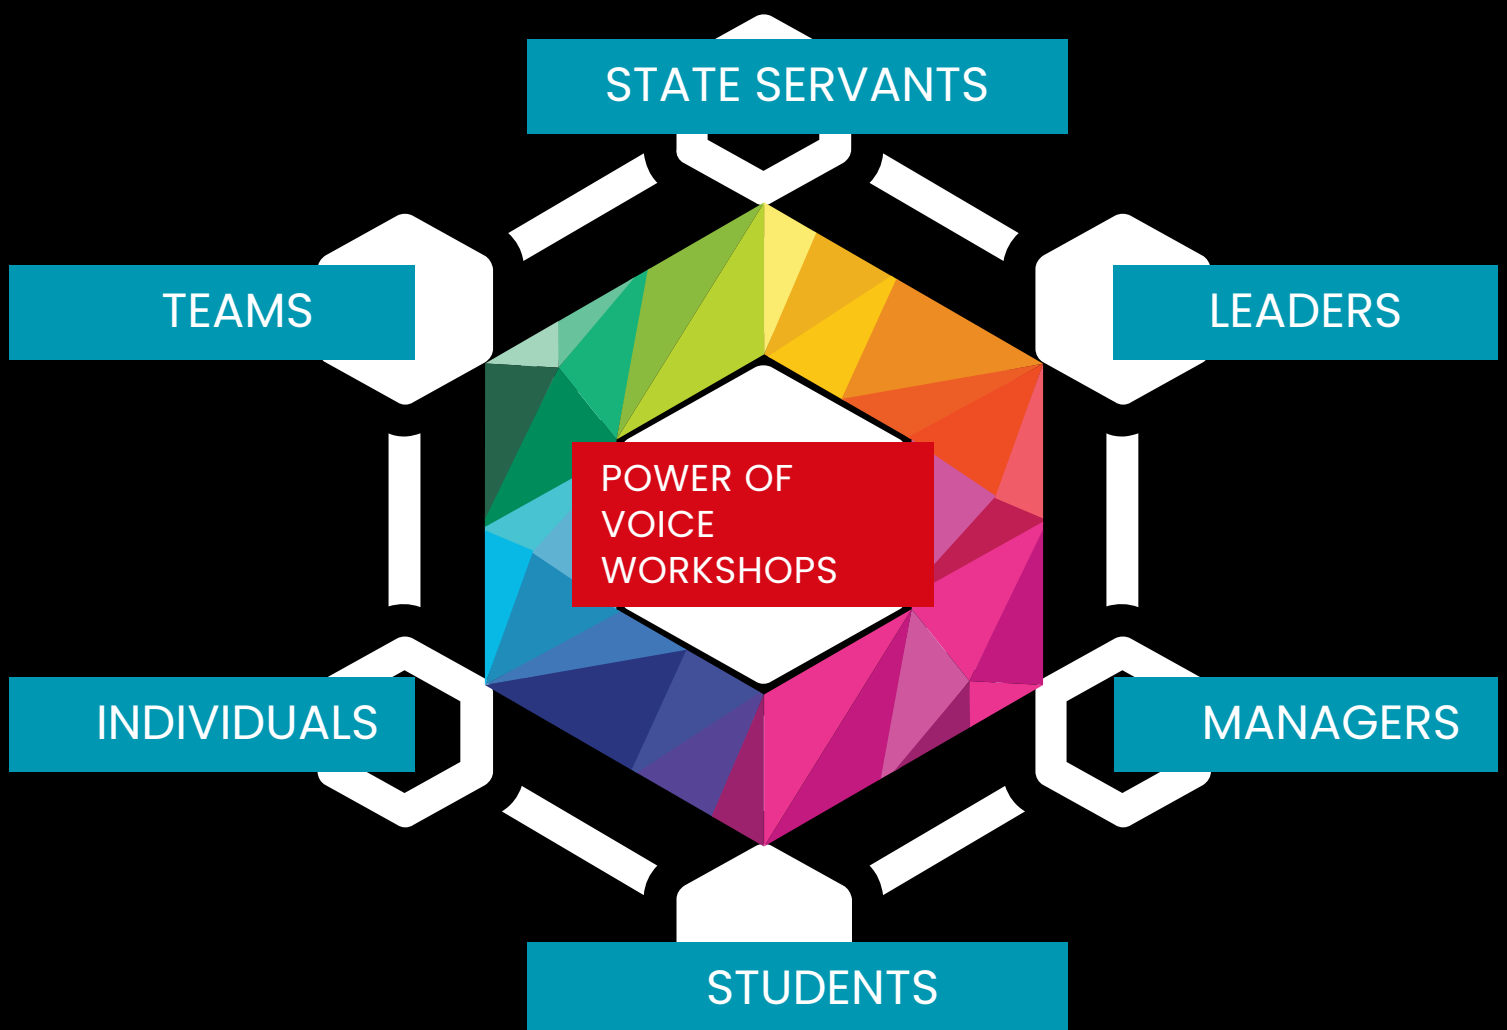 STATE SERVANTS
TEAMS
LEADERS
POWER OF
VOICE
WORKSHOPS
INDIVIDUALS
MANAGERS
STUDENTS